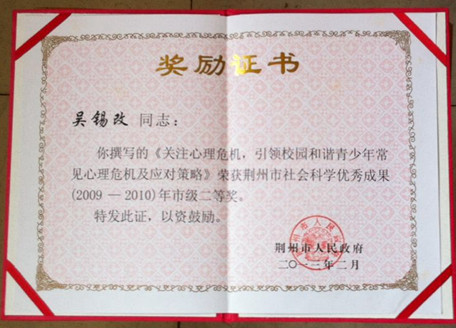 奖励证书
吴锡改 同志：
你撰写的《关注心理危机，引领校园和谐青少年常
见心理危机及应对策略》荣获荆州市社会科学优秀成果
(2009 — 2010)年市级二等奖。
特发此证，以资鼓励。
荆州市人民政府
二〇一三年二月